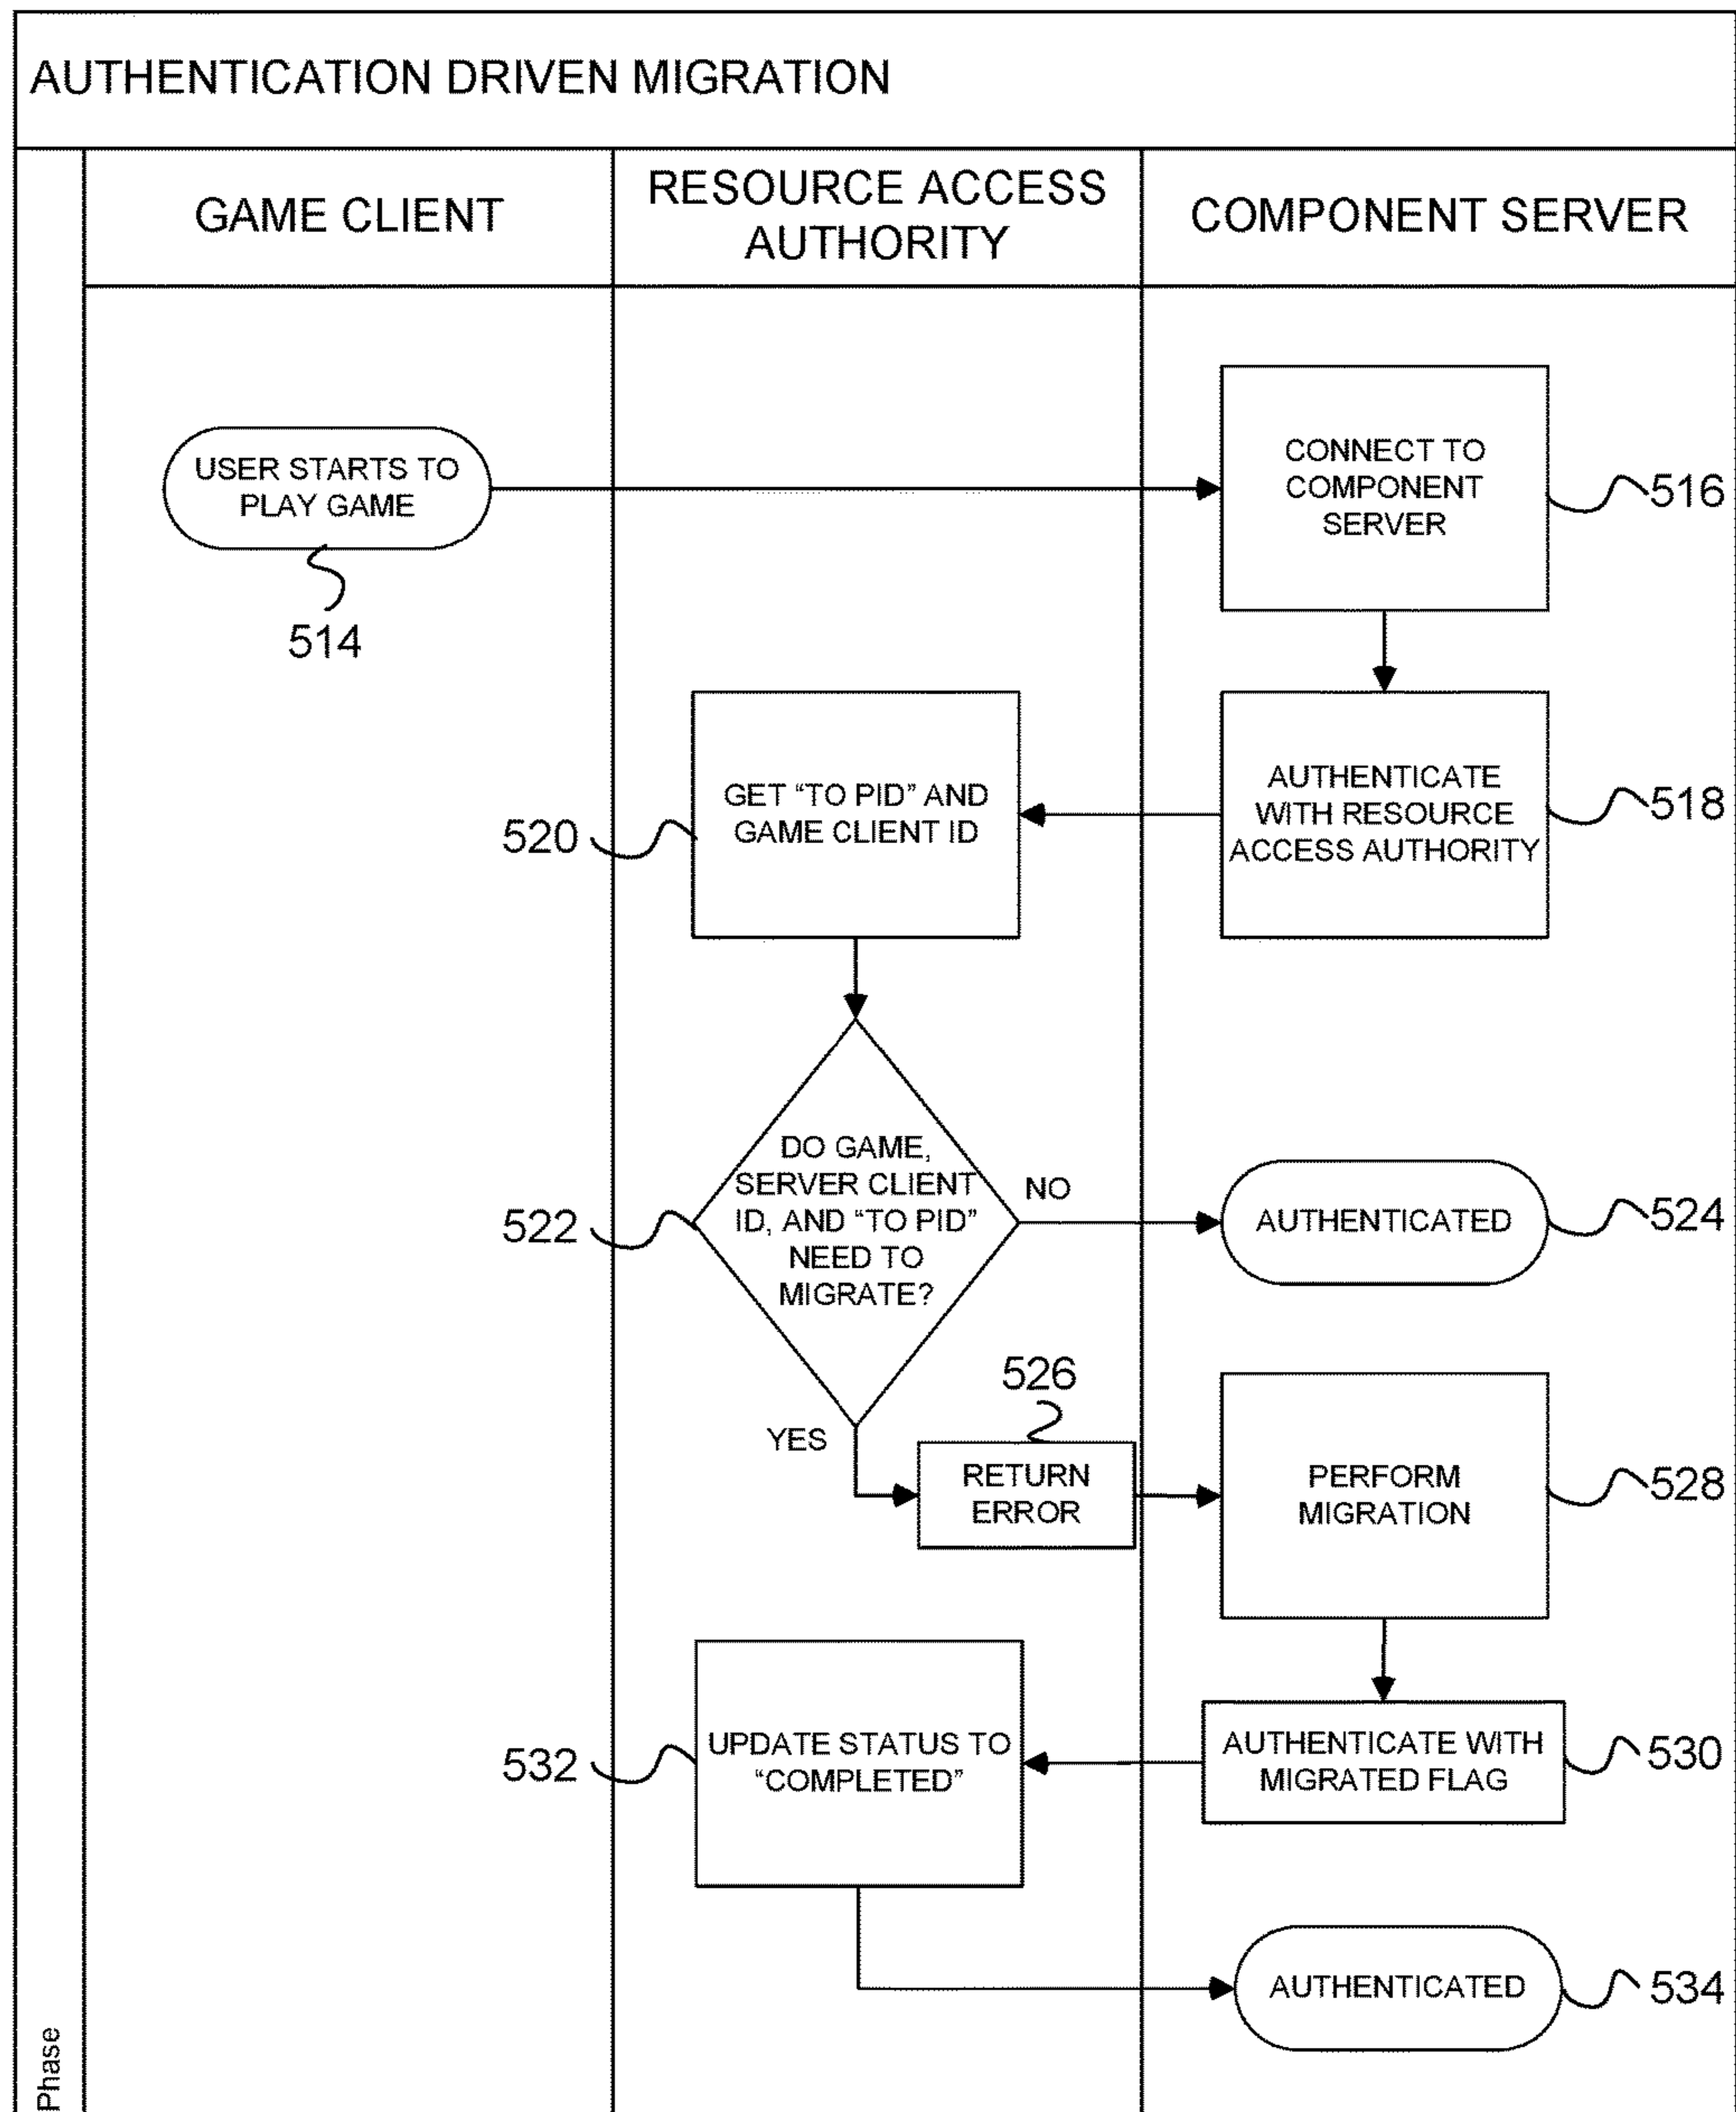 AUTHENTICATION DRIVEN MIGRATION
GAME CLIENT
RESOURCE ACCESS
AUTHORITY
COMPONENT SERVER
USER STARTS TO
PLAY GAME
514
CONNECT TO
COMPONENT
SERVER
516
AUTHENTICATE
WITH RESOURCE
ACCESS AUTHORITY
518
GET “TO PID” AND
GAME CLIENT ID
520
DO GAME,
SERVER CLIENT
ID, AND “TO PID”
NEED TO
MIGRATE?
522
NO
AUTHENTICATED
524
YES
526
RETURN
ERROR
PERFORM
MIGRATION
528
AUTHENTICATE WITH
MIGRATED FLAG
530
UPDATE STATUS TO
“COMPLETED”
532
AUTHENTICATED
534
Phase